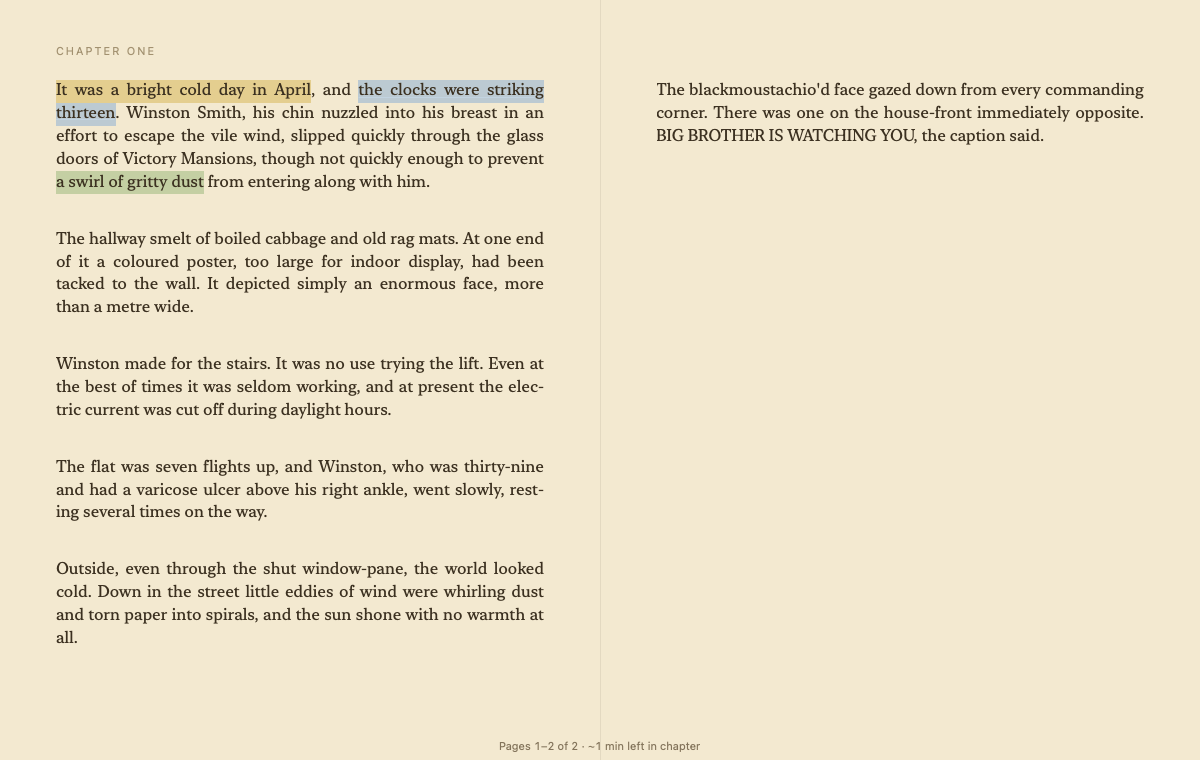 CHAPTER ONE
It was a bright cold day in April, and the clocks were striking
thirteen. Winston Smith, his chin nuzzled into his breast in an
effort to escape the vile wind, slipped quickly through the glass
doors of Victory Mansions, though not quickly enough to prevent
a swirl of gritty dust from entering along with him.
The hallway smelt of boiled cabbage and old rag mats. At one end
of it a coloured poster, too large for indoor display, had been
tacked to the wall. It depicted simply an enormous face, more
than a metre wide.
Winston made for the stairs. It was no use trying the lift. Even at
the best of times it was seldom working, and at present the elec-
tric current was cut off during daylight hours.
The flat was seven flights up, and Winston, who was thirty-nine
and had a varicose ulcer above his right ankle, went slowly, rest-
ing several times on the way.
Outside, even through the shut window-pane, the world looked
cold. Down in the street little eddies of wind were whirling dust
and torn paper into spirals, and the sun shone with no warmth at
all.
The blackmoustachio'd face gazed down from every commanding
corner. There was one on the house-front immediately opposite.
BIG BROTHER IS WATCHING YOU, the caption said.
Pages 1–2 of 2 · ~1 min left in chapter